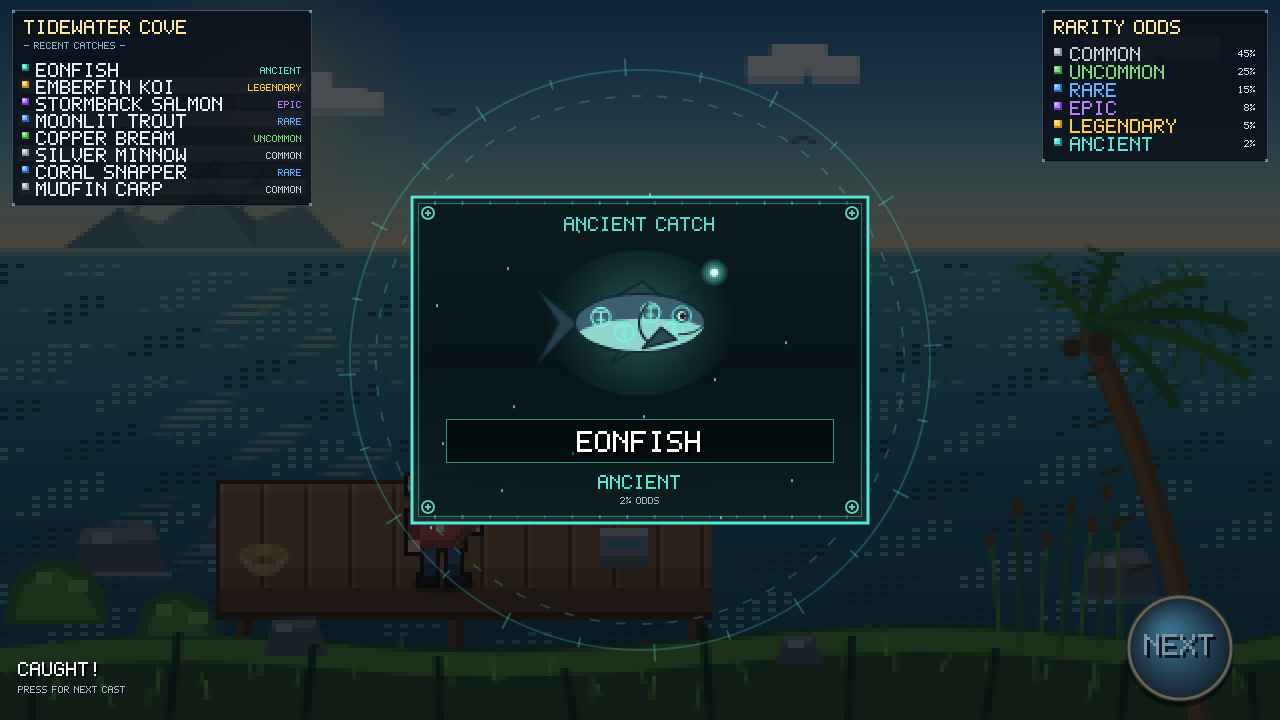 TIDEWATER COVE
~ RECENT CATCHES ~
EONFISH ANCIENT
EMBERFIN KOI LEGENDARY
STORMBACK SALMON EPIC
MOONLIT TROUT RARE
COPPER BREAM UNCOMMON
SILVER MINNOW COMMON
CORAL SNAPPER RARE
MUDFIN CARP COMMON
RARITY ODDS
COMMON 45%
UNCOMMON 25%
RARE 15%
EPIC 8%
LEGENDARY 5%
ANCIENT 2%
ANCIENT CATCH
EONFISH
ANCIENT
2% ODDS
CAUGHT!
PRESS FOR NEXT CAST
NEXT